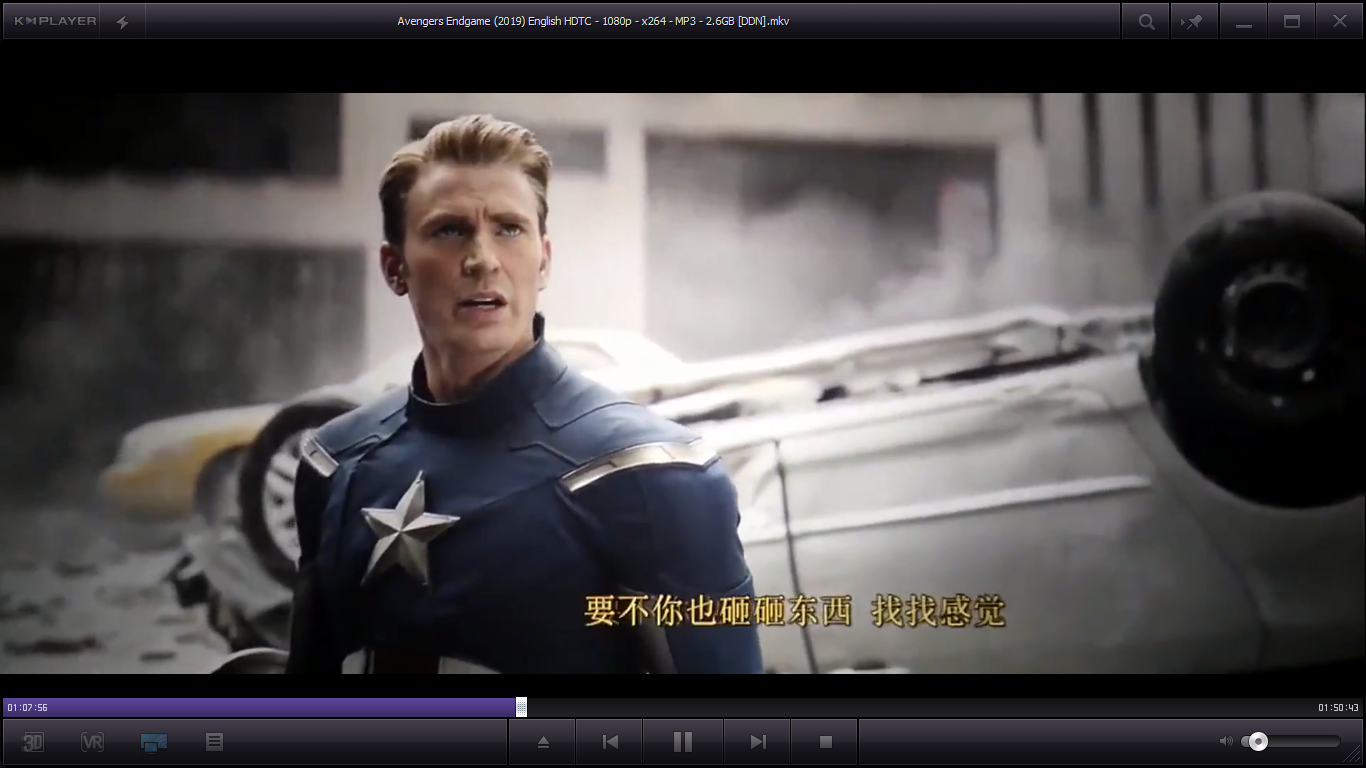 KMPLAYER
Avengers Endgame (2019) English HDTC - 1080p - x264 - MP3 - 2.6GB [DDN].mkv
要不你也砸砸东西 找找感觉
01:07:56
01:50:43
3D
VR